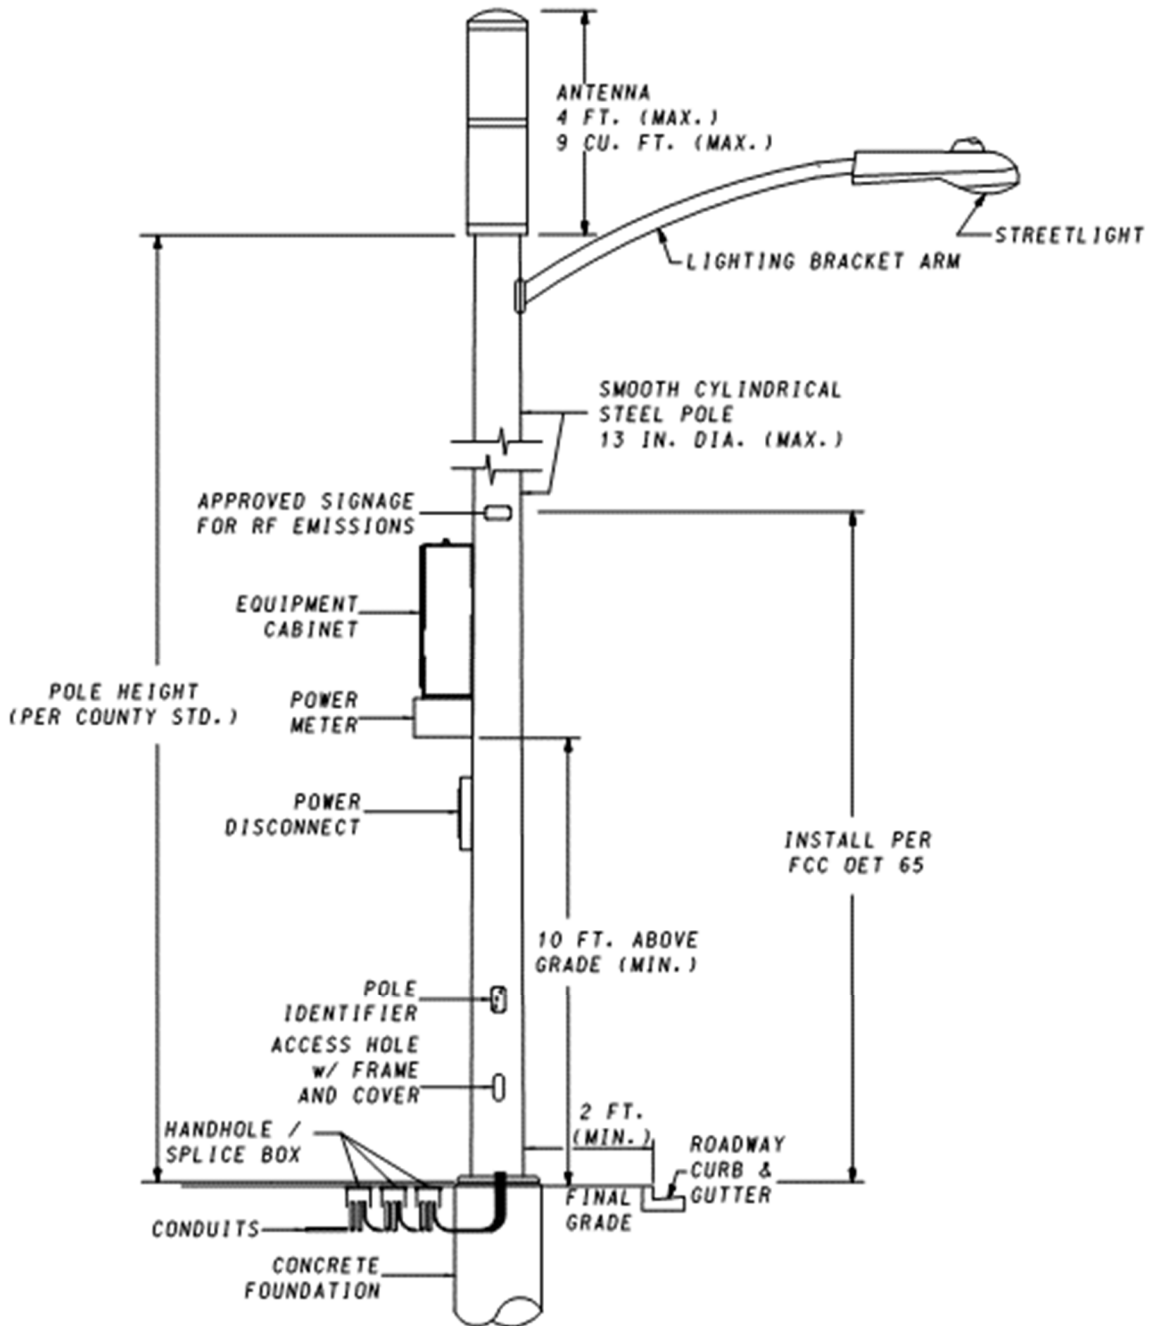 ANTENNA
4 FT. (MAX.)
9 CU. FT. (MAX.)
STREETLIGHT
LIGHTING BRACKET ARM
SMOOTH CYLINDRICAL
STEEL POLE
13 IN. DIA. (MAX.)
APPROVED SIGNAGE
FOR RF EMISSIONS
EQUIPMENT
CABINET
POLE HEIGHT
(PER COUNTY STD.)
POWER
METER
POWER
DISCONNECT
INSTALL PER
FCC OET 65
10 FT. ABOVE
GRADE (MIN.)
POLE
IDENTIFIER
ACCESS HOLE
w/ FRAME
AND COVER
2 FT.
(MIN.)
HANDHOLE /
SPLICE BOX
ROADWAY
CURB &
GUTTER
FINAL
GRADE
CONDUITS
CONCRETE
FOUNDATION